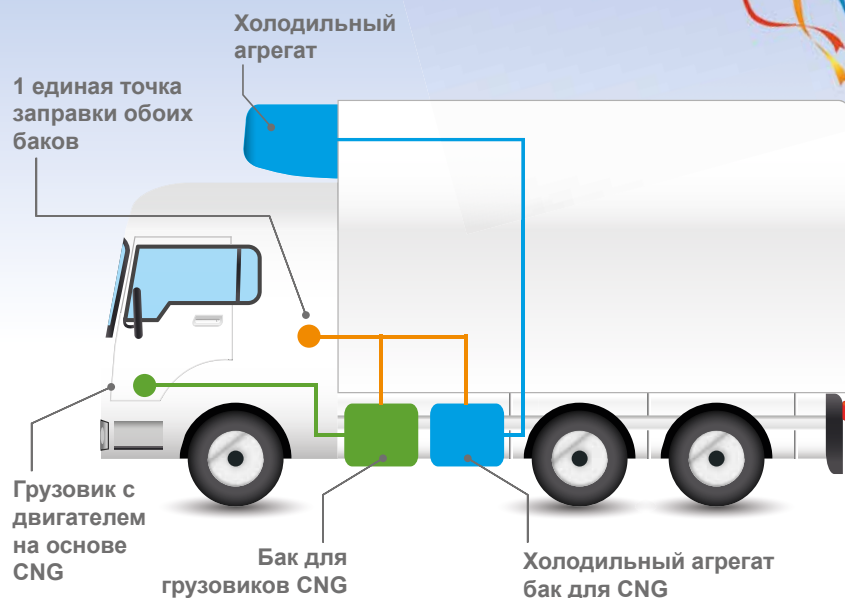 Холодильный
агрегат
1 единая точка
заправки обоих
баков
Грузовик с
двигателем
на основе
CNG
Бак для
грузовиков CNG
Холодильный агрегат
бак для CNG